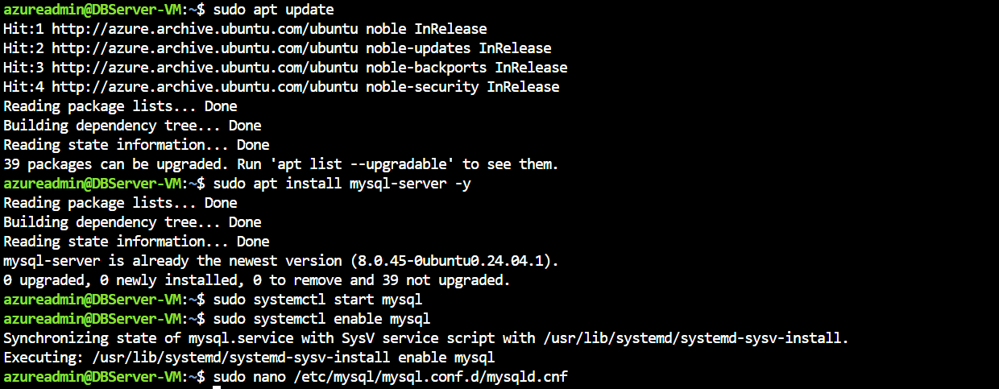 azureadmin@DBServer-VM:~$ sudo apt update
Hit:1 http://azure.archive.ubuntu.com/ubuntu noble InRelease
Hit:2 http://azure.archive.ubuntu.com/ubuntu noble-updates InRelease
Hit:3 http://azure.archive.ubuntu.com/ubuntu noble-backports InRelease
Hit:4 http://azure.archive.ubuntu.com/ubuntu noble-security InRelease
Reading package lists... Done
Building dependency tree... Done
Reading state information... Done
39 packages can be upgraded. Run 'apt list --upgradable' to see them.
azureadmin@DBServer-VM:~$ sudo apt install mysql-server -y
Reading package lists... Done
Building dependency tree... Done
Reading state information... Done
mysql-server is already the newest version (8.0.45-0ubuntu0.24.04.1).
0 upgraded, 0 newly installed, 0 to remove and 39 not upgraded.
azureadmin@DBServer-VM:~$ sudo systemctl start mysql
azureadmin@DBServer-VM:~$ sudo systemctl enable mysql
Synchronizing state of mysql.service with SysV service script with /usr/lib/systemd/systemd-sysv-install.
Executing: /usr/lib/systemd/systemd-sysv-install enable mysql
azureadmin@DBServer-VM:~$ sudo nano /etc/mysql/mysql.conf.d/mysqld.cnf